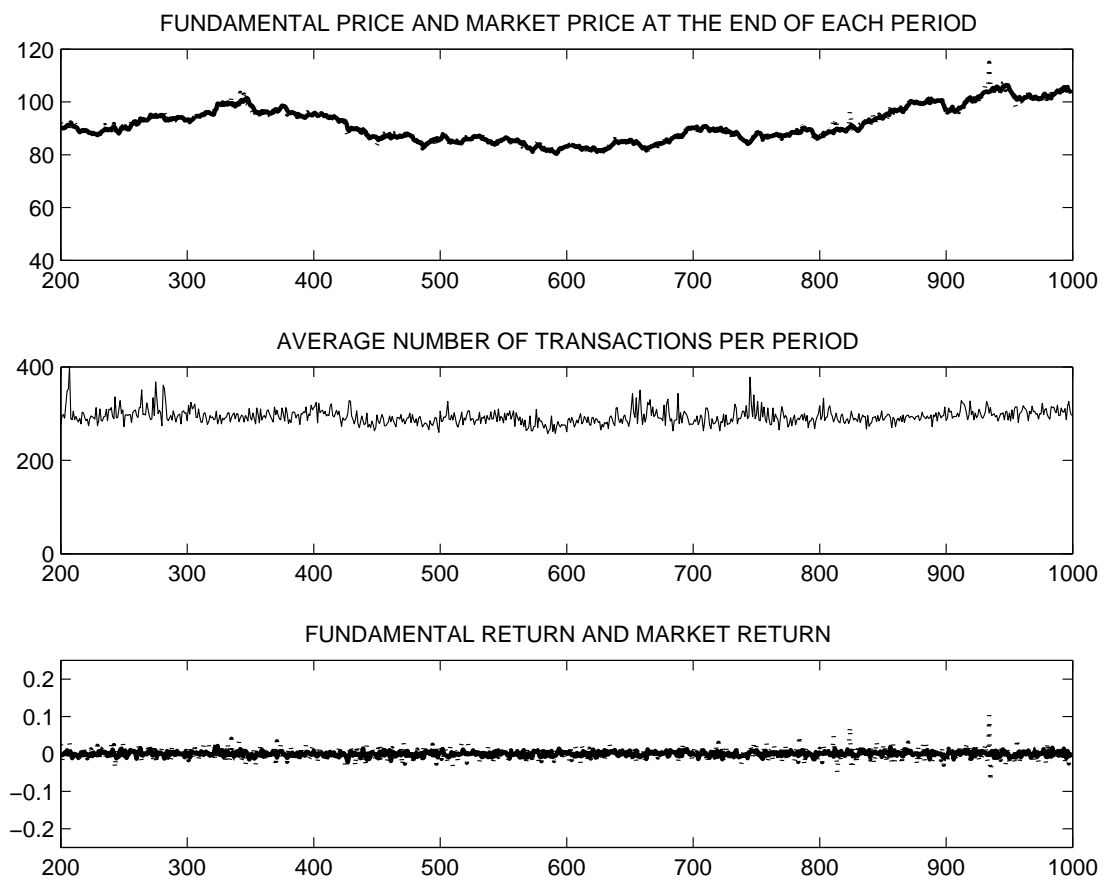 FUNDAMENTAL PRICE AND MARKET PRICE AT THE END OF EACH PERIOD
120
100
80
60
40
200 300 400 500 600 700 800 900 1000
AVERAGE NUMBER OF TRANSACTIONS PER PERIOD
400
200
0
200 300 400 500 600 700 800 900 1000
FUNDAMENTAL RETURN AND MARKET RETURN
0.2
0.1
0
−0.1
−0.2
200 300 400 500 600 700 800 900 1000